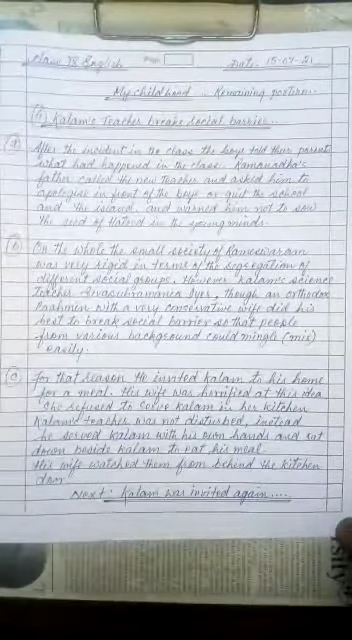 Class IX English Page Date: 15-07-21
My childhood .. Remaining portion..
(5) Kalam's Teacher breaks social barrier...
(a) After the incident in the class the boys told their parent
what had happened in the class. Ramanadha's
father called the new teacher and asked him to
apologise in front of the boys or quit the school
and the island. and warned him not to sow
the seed of Hatred in the young minds.
(b) On the whole the small society of Rameswaram
was very rigid in terms of the segregation of
different social groups. However Kalam's science
teacher Sivasubramania Iyer, though an orthodox
Brahmin with a very conservative wife did his
best to break social barrier so that people
from various background could mingle (mix)
easily.
(c) For that reason He invited Kalam to his home
for a meal. His wife was horrified at this idea
She refused to serve Kalam in her kitchen
Kalam's teacher was not disturbed, instead
he served Kalam with his own hands and sat
down beside Kalam to eat his meal.
His wife watched them from behind the kitchen
door.
Next: Kalam was invited again.....